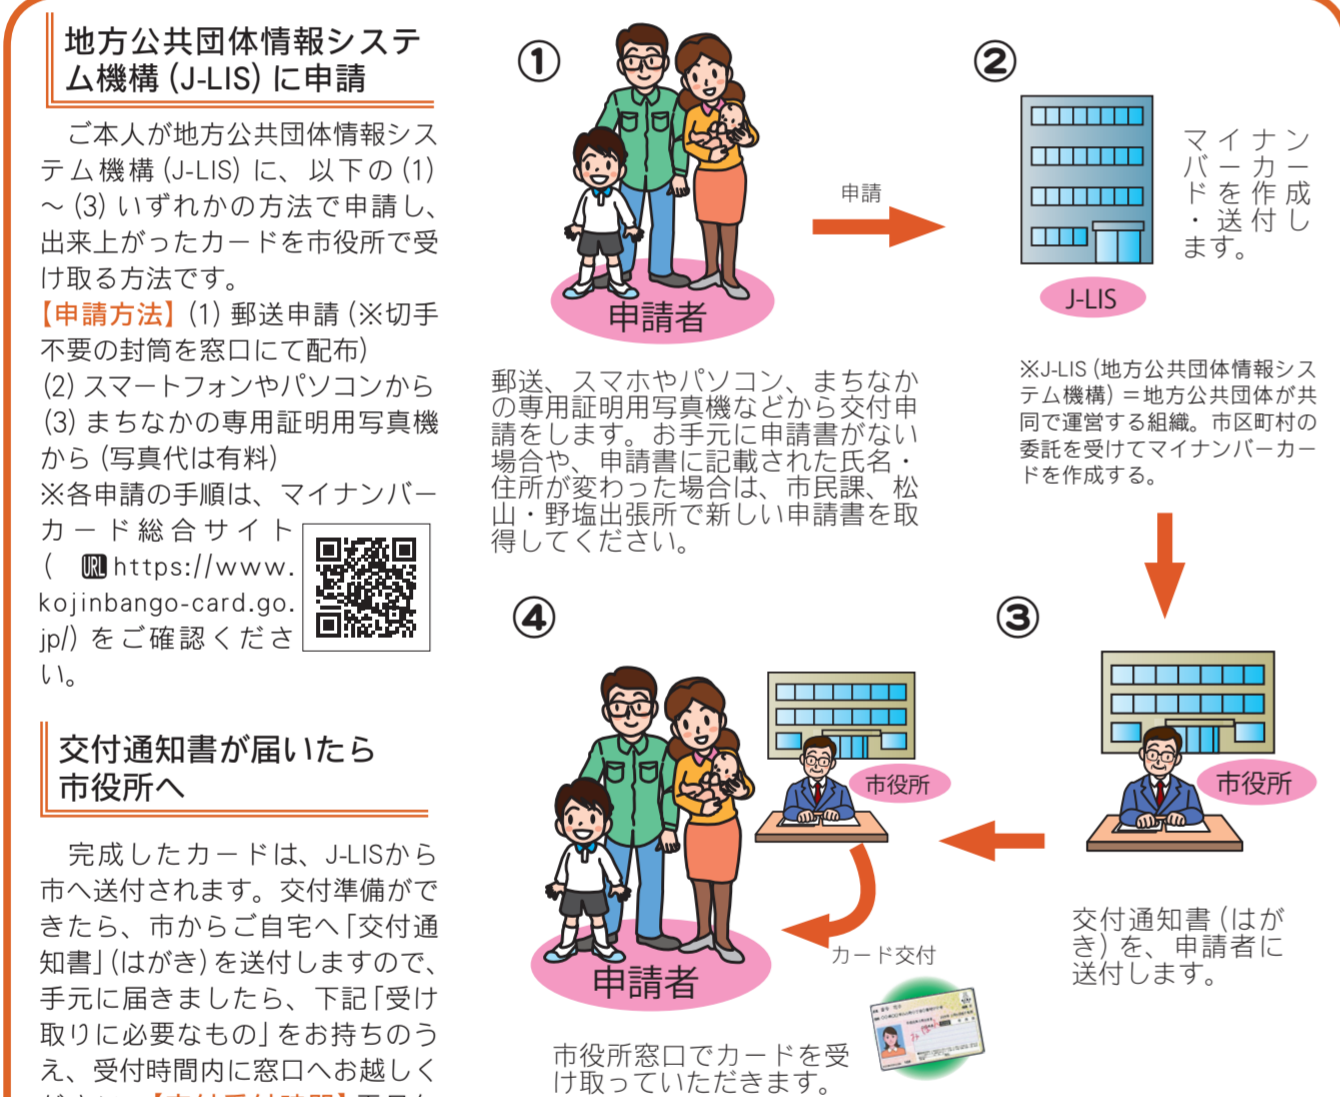 地方公共団体情報システ
ム機構 (J-LIS) に申請
ご本人が地方公共団体情報シス
テム機構 (J-LIS) に、以下の (1)
～ (3) いずれかの方法で申請し、
出来上がったカードを市役所で受
け取る方法です。
【申請方法】(1) 郵送申請 (※切手
不要の封筒を窓口にて配布)
(2) スマートフォンやパソコンから
(3) まちなかの専用証明用写真機
から (写真代は有料)
※各申請の手順は、マイナンバー
カード総合サイト
( URL https://www.
kojinbango-card.go.
jp/) をご確認くださ
い。
交付通知書が届いたら
市役所へ
完成したカードは、J-LISから
市へ送付されます。交付準備がで
きたら、市からご自宅へ「交付通
知書」(はがき) を送付しますので、
手元に届きましたら、下記「受け
取りに必要なもの」をお持ちのう
え、受付時間内に窓口へお越しく
①
申請者
申請
郵送、スマホやパソコン、まちなか
の専用証明用写真機などから交付申
請をします。お手元に申請書がない
場合や、申請書に記載された氏名・
住所が変わった場合は、市民課、松
山・野塩出張所で新しい申請書を取
得してください。
②
マイナン
バーカー
ドを作成
・送付し
ます。
J-LIS
※J-LIS (地方公共団体情報シス
テム機構) ＝地方公共団体が共
同で運営する組織。市区町村の
委託を受けてマイナンバーカー
ドを作成する。
③
市役所
交付通知書 (はが
き) を、申請者に
送付します。
④
市役所
申請者
カード交付
市役所窓口でカードを受
け取っていただきます。